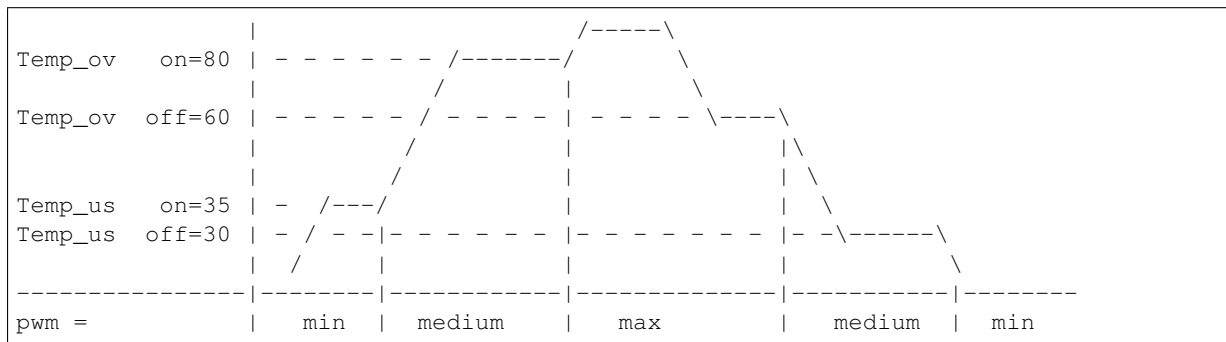 |                      /-----\
Temp_ov   on=80 | - - - - - - /-------/       \
                |            /        |        \
Temp_ov  off=60 | - - - - - / - - - - | - - - - \----\
                |          /          |              |\
                |         /           |              | \
Temp_us   on=35 | -  /---/            |              |  \
Temp_us  off=30 | - / - -|- - - - - - |- - - - - - - |- -\------\
                |  /     |            |              |           \
----------------|--------|------------|--------------|-----------|--------
pwm =           |   min  |  medium    |   max        |   medium  |  min